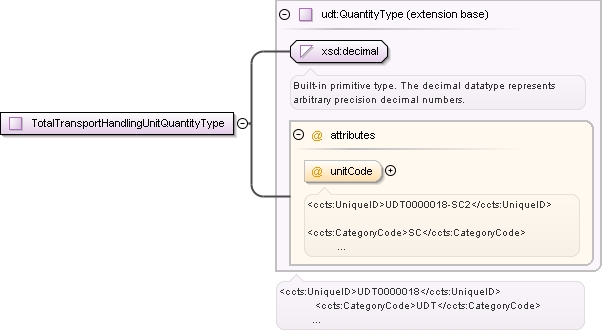 udt:QuantityType (extension base)
xsd:decimal
Built-in primitive type. The decimal datatype represents
arbitrary precision decimal numbers.
TotalTransportHandlingUnitQuantityType
@ attributes
@ unitCode
<ccts:UniqueID>UDT0000018-SC2</ccts:UniqueID>
<ccts:CategoryCode>SC</ccts:CategoryCode>
...
<ccts:UniqueID>UDT0000018</ccts:UniqueID>
<ccts:CategoryCode>UDT</ccts:CategoryCode>
...